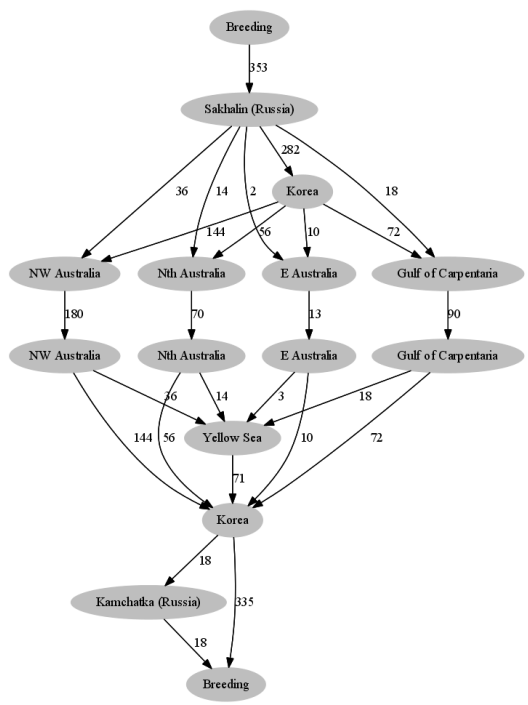 Breeding
353
Sakhalin (Russia)
282
36
14
2
18
Korea
144
56
10
72
NW Australia
Nth Australia
E Australia
Gulf of Carpentaria
180
70
13
90
NW Australia
Nth Australia
E Australia
Gulf of Carpentaria
36
14
3
18
Yellow Sea
144
56
10
72
71
Korea
18
Kamchatka (Russia)
335
18
Breeding